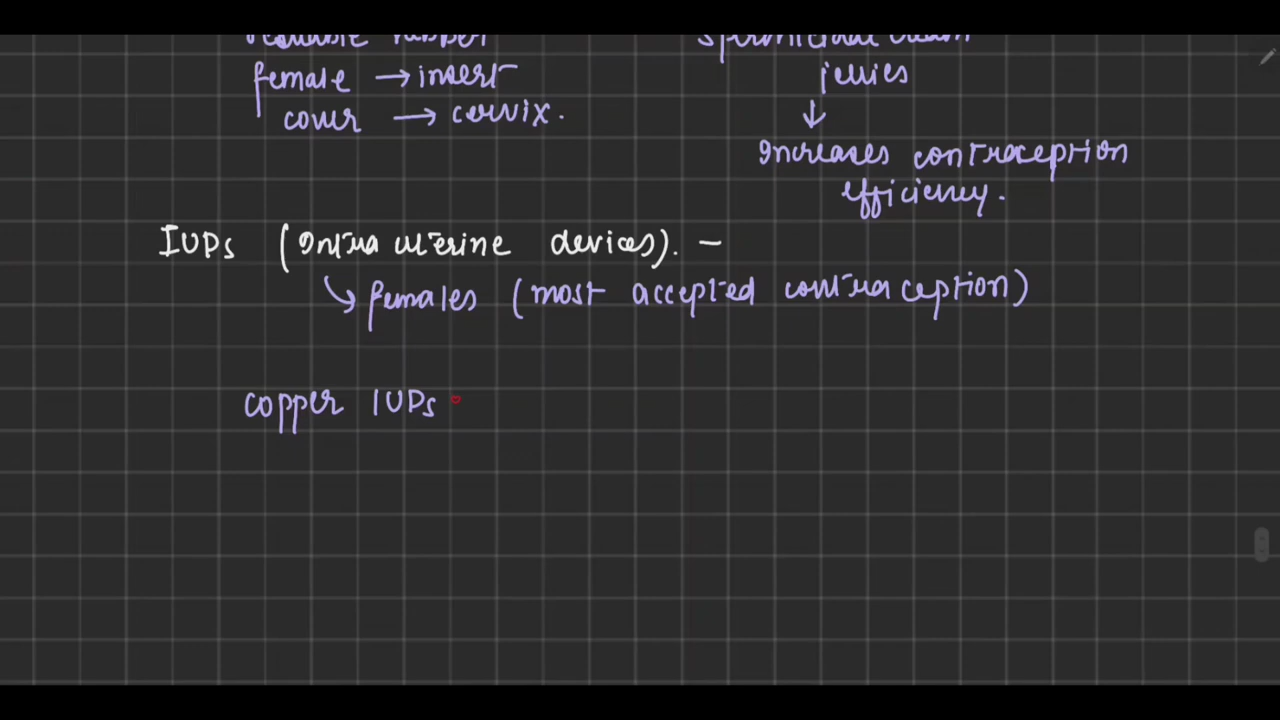 female → insert
cover → cervix.
jellies
↓
Increases contraception
efficiency.
IUDs (Intra uterine devices). -
↳ females (most accepted contraception)
copper IUDs